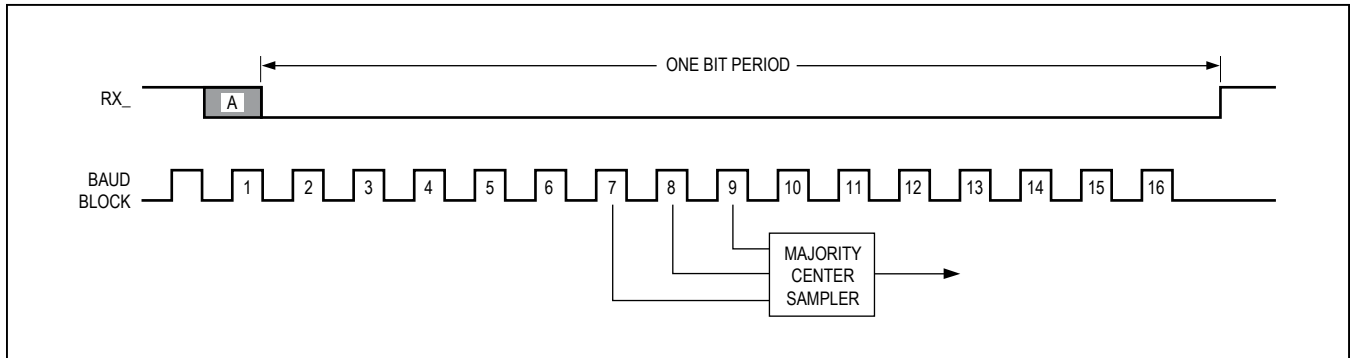 ONE BIT PERIOD
RX_
A
BAUD
BLOCK
1 2 3 4 5 6 7 8 9 10 11 12 13 14 15 16
MAJORITY
CENTER
SAMPLER